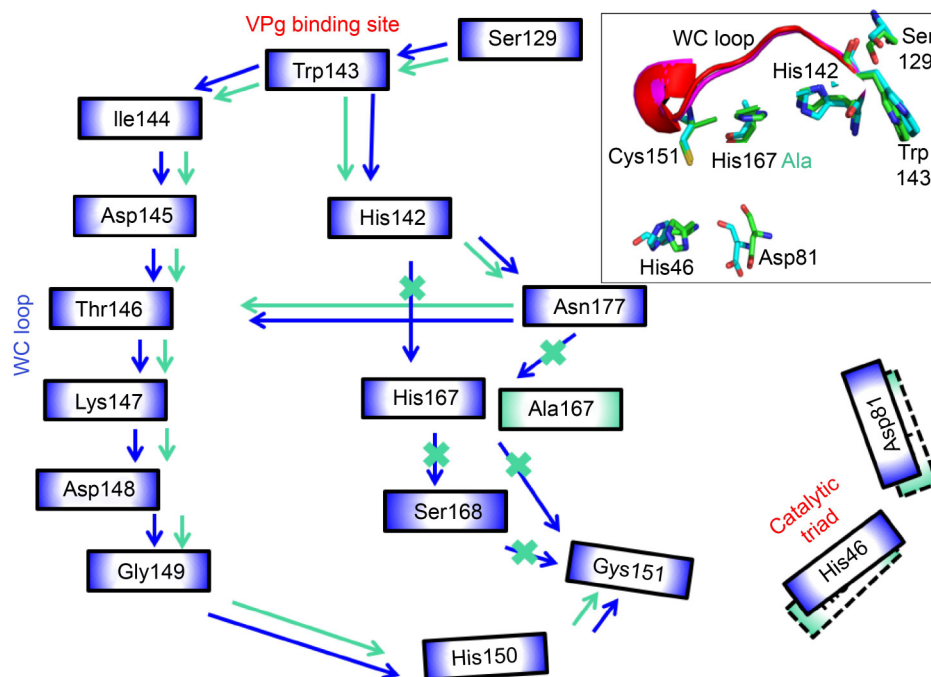 VPg binding site
Ser129
Trp143
Ile144
Asp145
His142
Thr146
Asn177
WC loop
Lys147
His167
Ala167
Asp148
Ser168
Gly149
Gys151
His150
WC loop
Ser
129
His142
Cys151
His167 Ala
Trp
143
His46
Asp81
Asp81
Catalytic
triad
His46